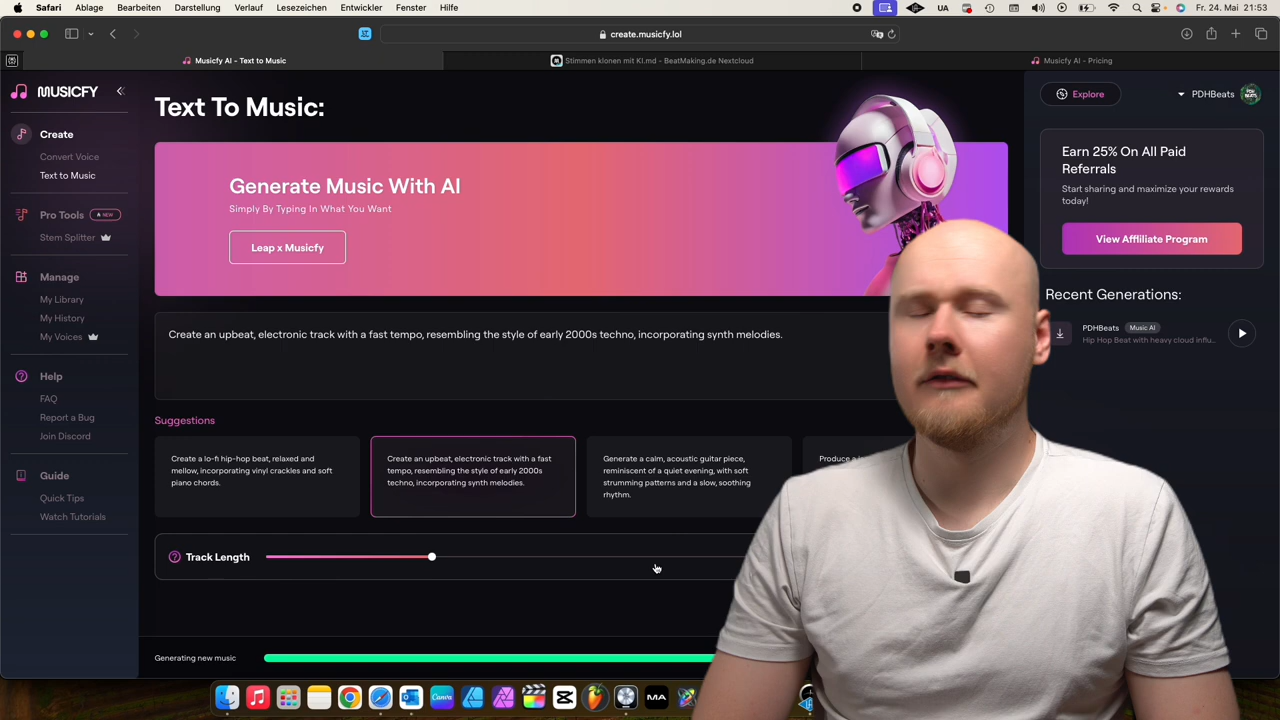 Safari Ablage Bearbeiten Darstellung Verlauf Lesezeichen Entwickler Fenster Hilfe
UA
Fr. 24. Mai 21:53
create.musicfy.lol
Musicfy AI - Text to Music
Stimmen klonen mit KI.md - BeatMaking.de Nextcloud
Musicfy AI - Pricing
MUSICFY
Create
Convert Voice
Text to Music
Pro Tools NEW
Stem Splitter
Manage
My Library
My History
My Voices
Help
FAQ
Report a Bug
Join Discord
Guide
Quick Tips
Watch Tutorials
Text To Music:
Generate Music With AI
Simply By Typing In What You Want
Leap x Musicfy
Create an upbeat, electronic track with a fast tempo, resembling the style of early 2000s techno, incorporating synth melodies.
Suggestions
Create a lo-fi hip-hop beat, relaxed and
mellow, incorporating vinyl crackles and soft
piano chords.
Create an upbeat, electronic track with a fast
tempo, resembling the style of early 2000s
techno, incorporating synth melodies.
Generate a calm, acoustic guitar piece,
reminiscent of a quiet evening, with soft
strumming patterns and a slow, soothing
rhythm.
Produce a
Track Length
Generating new music
Explore
PDHBeats
Earn 25% On All Paid
Referrals
Start sharing and maximize your rewards
today!
View Affiliate Program
Recent Generations:
PDHBeats Music AI
Hip Hop Beat with heavy cloud influ...
Canva
MA